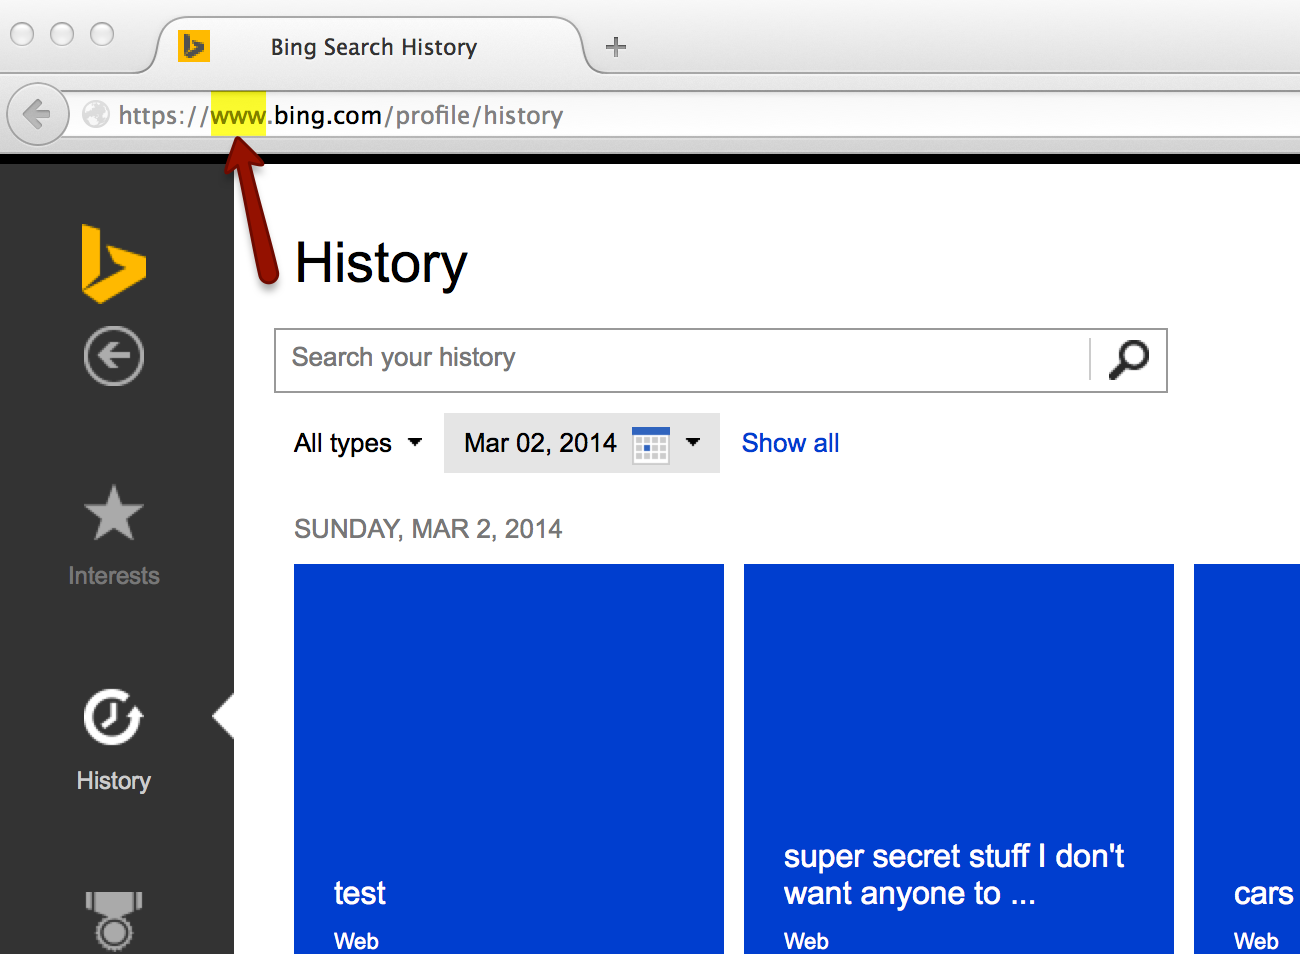 Bing Search History
https://www.bing.com/profile/history
History
Search your history
All types
Mar 02, 2014
Show all
SUNDAY, MAR 2, 2014
Interests
History
test
Web
super secret stuff I don't
want anyone to ...
Web
cars
Web